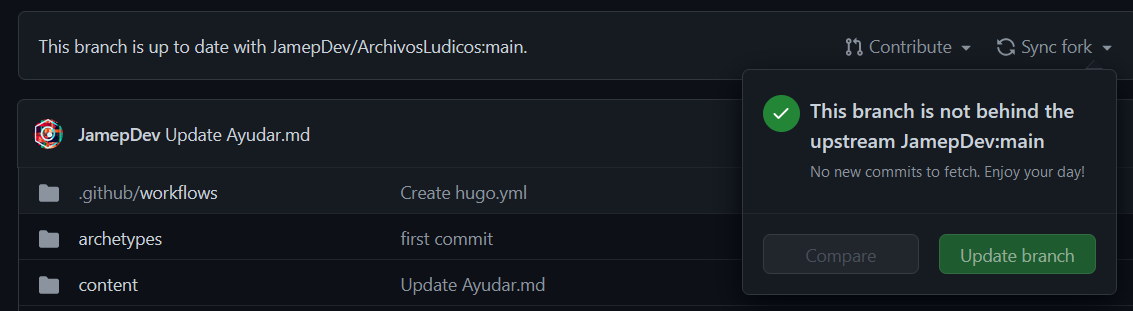 This branch is up to date with JamepDev/ArchivosLudicos:main.
Contribute
Sync fork
This branch is not behind the
upstream JamepDev:main
No new commits to fetch. Enjoy your day!
Compare
Update branch
JamepDev Update Ayudar.md
.github/workflows
Create hugo.yml
archetypes
first commit
content
Update Ayudar.md